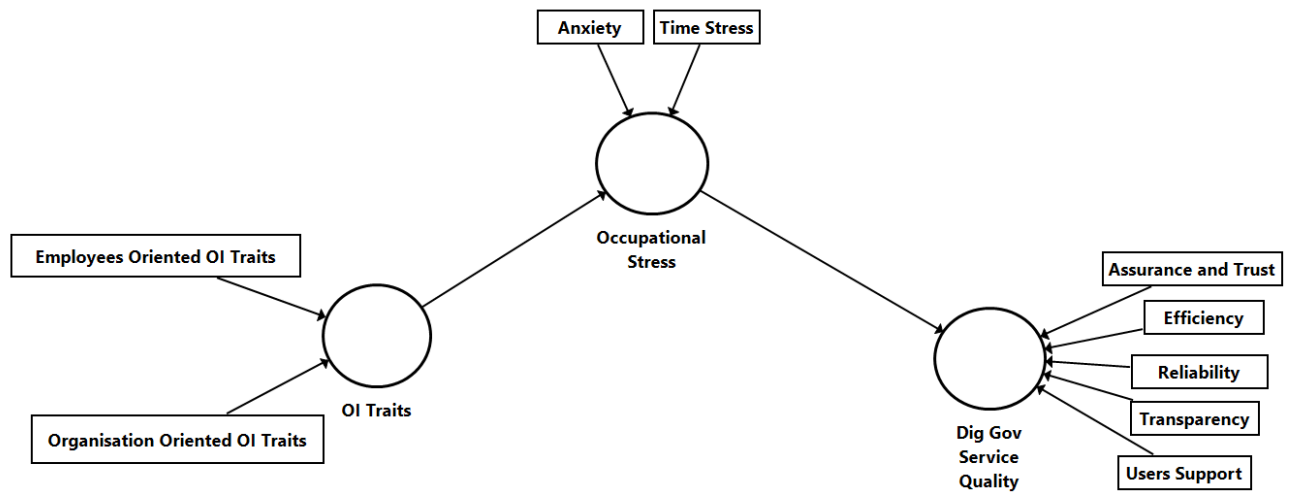 Anxiety
Time Stress
Occupational
Stress
Employees Oriented OI Traits
Organisation Oriented OI Traits
OI Traits
Assurance and Trust
Efficiency
Reliability
Transparency
Users Support
Dig Gov
Service
Quality